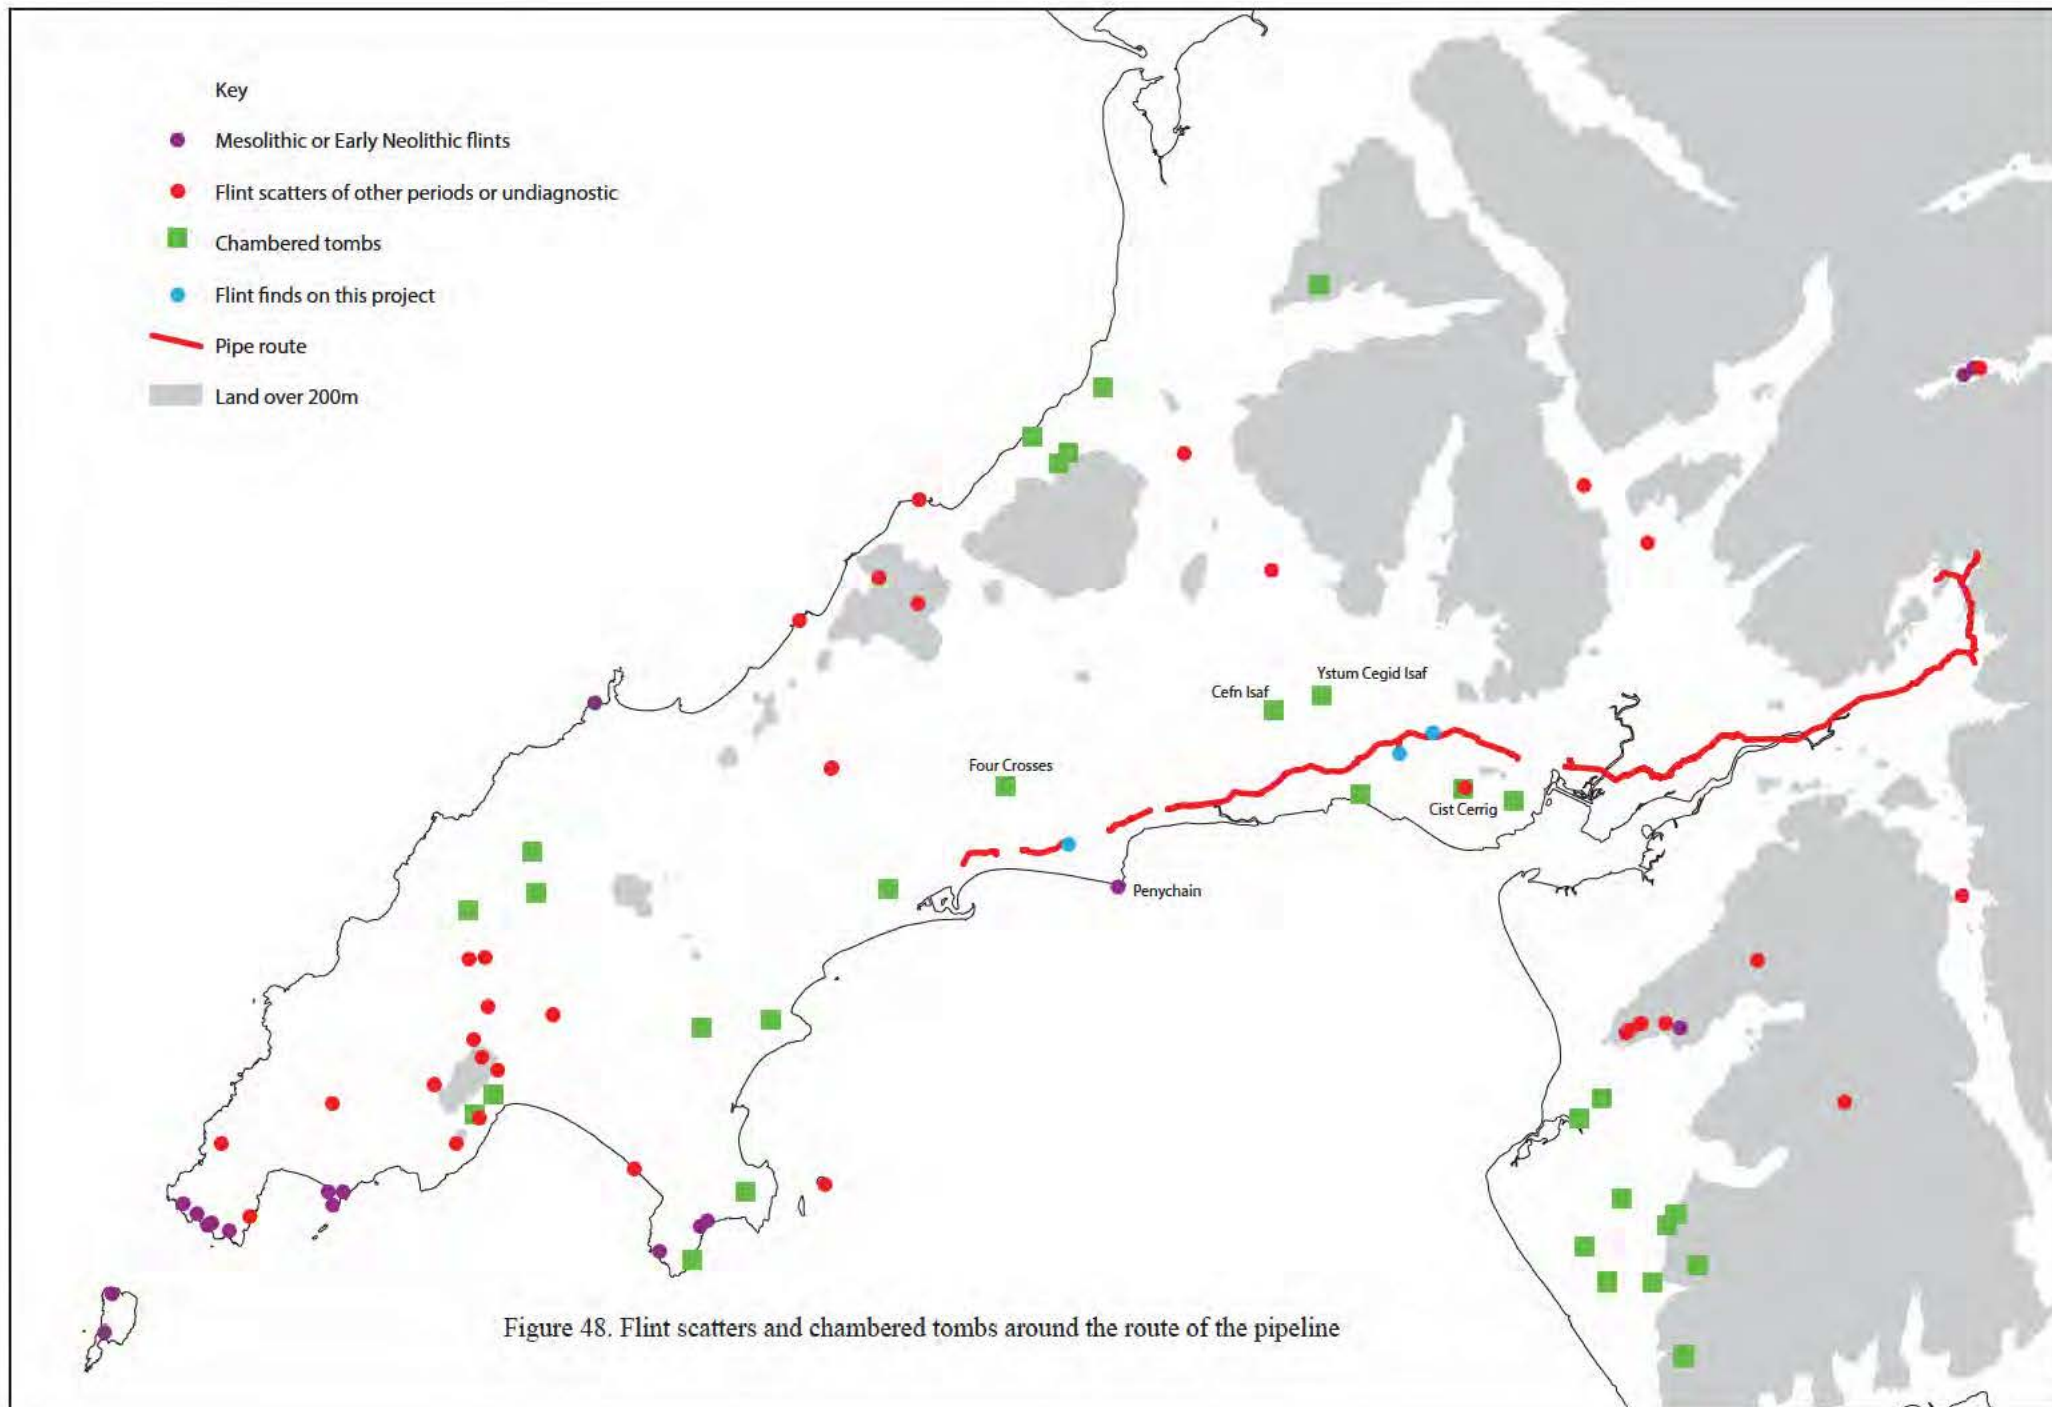 Key
Mesolithic or Early Neolithic flints
Flint scatters of other periods or undiagnostic
Chambered tombs
Flint finds on this project
Pipe route
Land over 200m
Ystum Cegid Isaf
Cefn Isaf
Four Crosses
Cist Cerrig
Penychain
Figure 48. Flint scatters and chambered tombs around the route of the pipeline